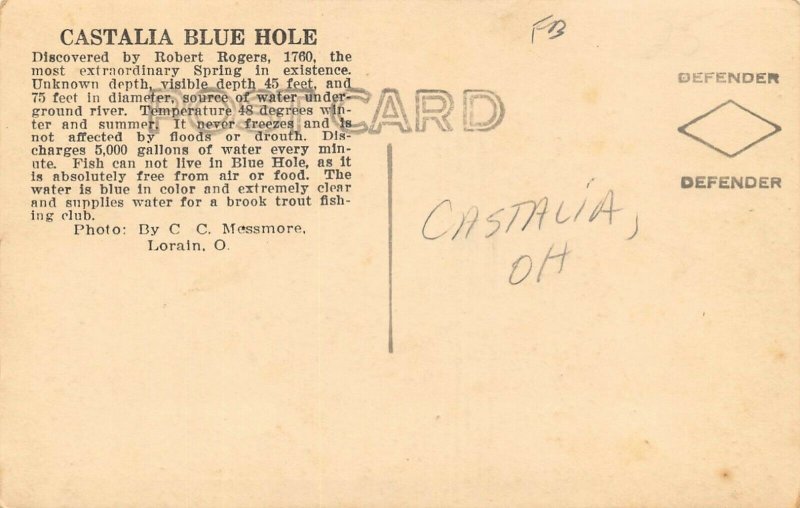 CASTALIA BLUE HOLE
Discovered by Robert Rogers, 1760, the
most extraordinary Spring in existence.
Unknown depth, visible depth 45 feet, and
75 feet in diameter, source of water under-
ground river. Temperature 48 degrees win-
ter and summer. It never freezes and is
not affected by floods or drouth. Dis-
charges 5,000 gallons of water every min-
ute. Fish can not live in Blue Hole, as it
is absolutely free from air or food. The
water is blue in color and extremely clear
and supplies water for a brook trout fish-
ing club.
Photo: By C C. Messmore,
Lorain, O.
POST CARD
FB
DEFENDER
DEFENDER
CASTALIA,
OH